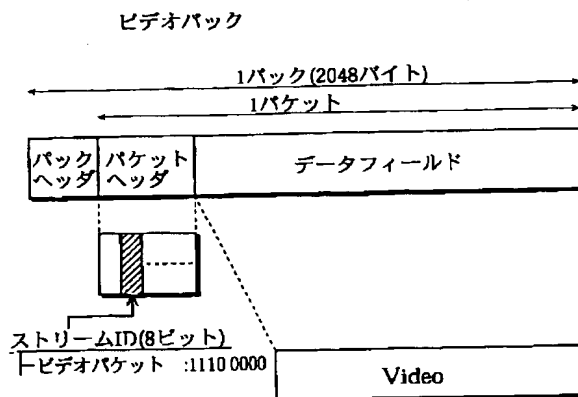 ビデオパック
1パック(2048バイト)
1パケット
パック
ヘッダ
パケット
ヘッダ
データフィールド
ストリームID(8ビット)
ビデオパケット :1110 0000
Video